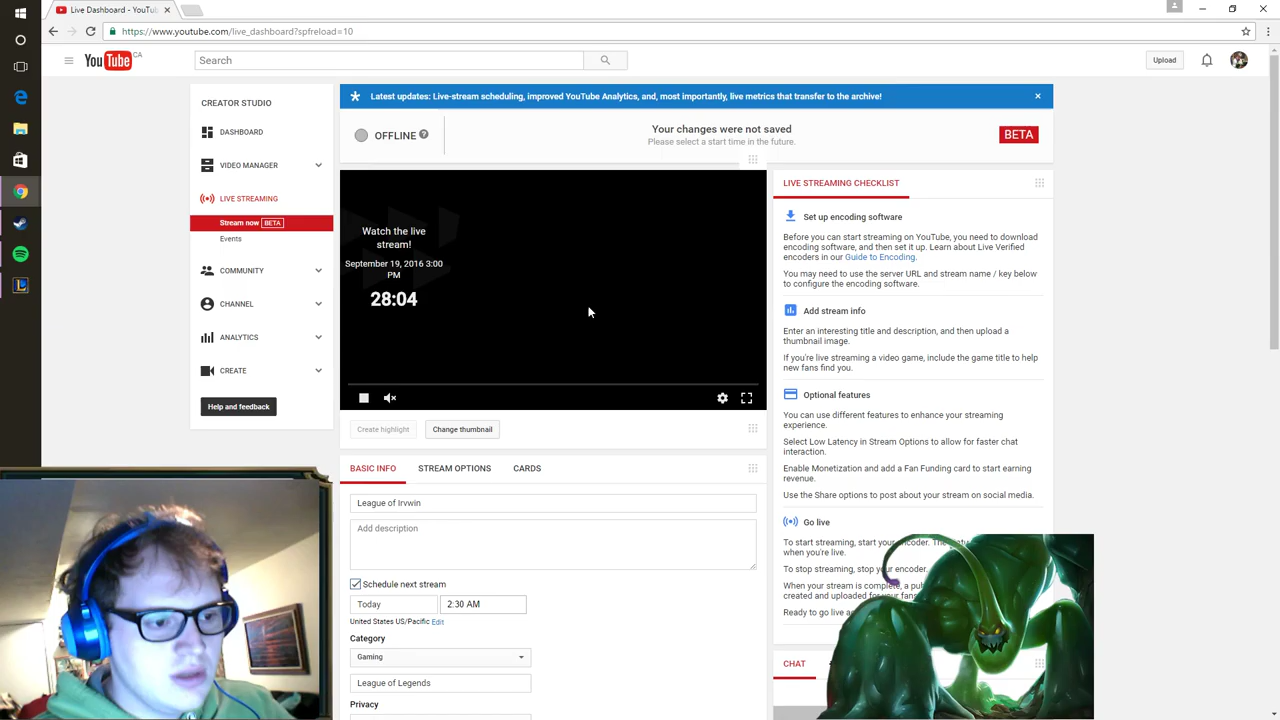 Live Dashboard - YouTub
https://www.youtube.com/live_dashboard?spfreload=10
YouTube CA
Search
Upload
CREATOR STUDIO
DASHBOARD
VIDEO MANAGER
LIVE STREAMING
Stream now BETA
Events
COMMUNITY
CHANNEL
ANALYTICS
CREATE
Help and feedback
Latest updates: Live-stream scheduling, improved YouTube Analytics, and, most importantly, live metrics that transfer to the archive!
OFFLINE
Your changes were not saved
Please select a start time in the future.
BETA
Watch the live
stream!
September 19, 2016 3:00
PM
28:04
Create highlight
Change thumbnail
BASIC INFO
STREAM OPTIONS
CARDS
League of Irvwin
Add description
Schedule next stream
Today
2:30 AM
United States US/Pacific Edit
Category
Gaming
League of Legends
Privacy
LIVE STREAMING CHECKLIST
Set up encoding software
Before you can start streaming on YouTube, you need to download
encoding software, and then set it up. Learn about Live Verified
encoders in our Guide to Encoding.
You may need to use the server URL and stream name / key below
to configure the encoding software.
Add stream info
Enter an interesting title and description, and then upload a
thumbnail image.
If you're live streaming a video game, include the game title to help
new fans find you.
Optional features
You can use different features to enhance your streaming
experience.
Select Low Latency in Stream Options to allow for faster chat
interaction.
Enable Monetization and add a Fan Funding card to start earning
revenue.
Use the Share options to post about your stream on social media.
Go live
To start streaming, start your encoder. The
when you're live.
To stop streaming, stop your encoder.
When your stream is complete, a
created and uploaded for your
Ready to go live
CHAT